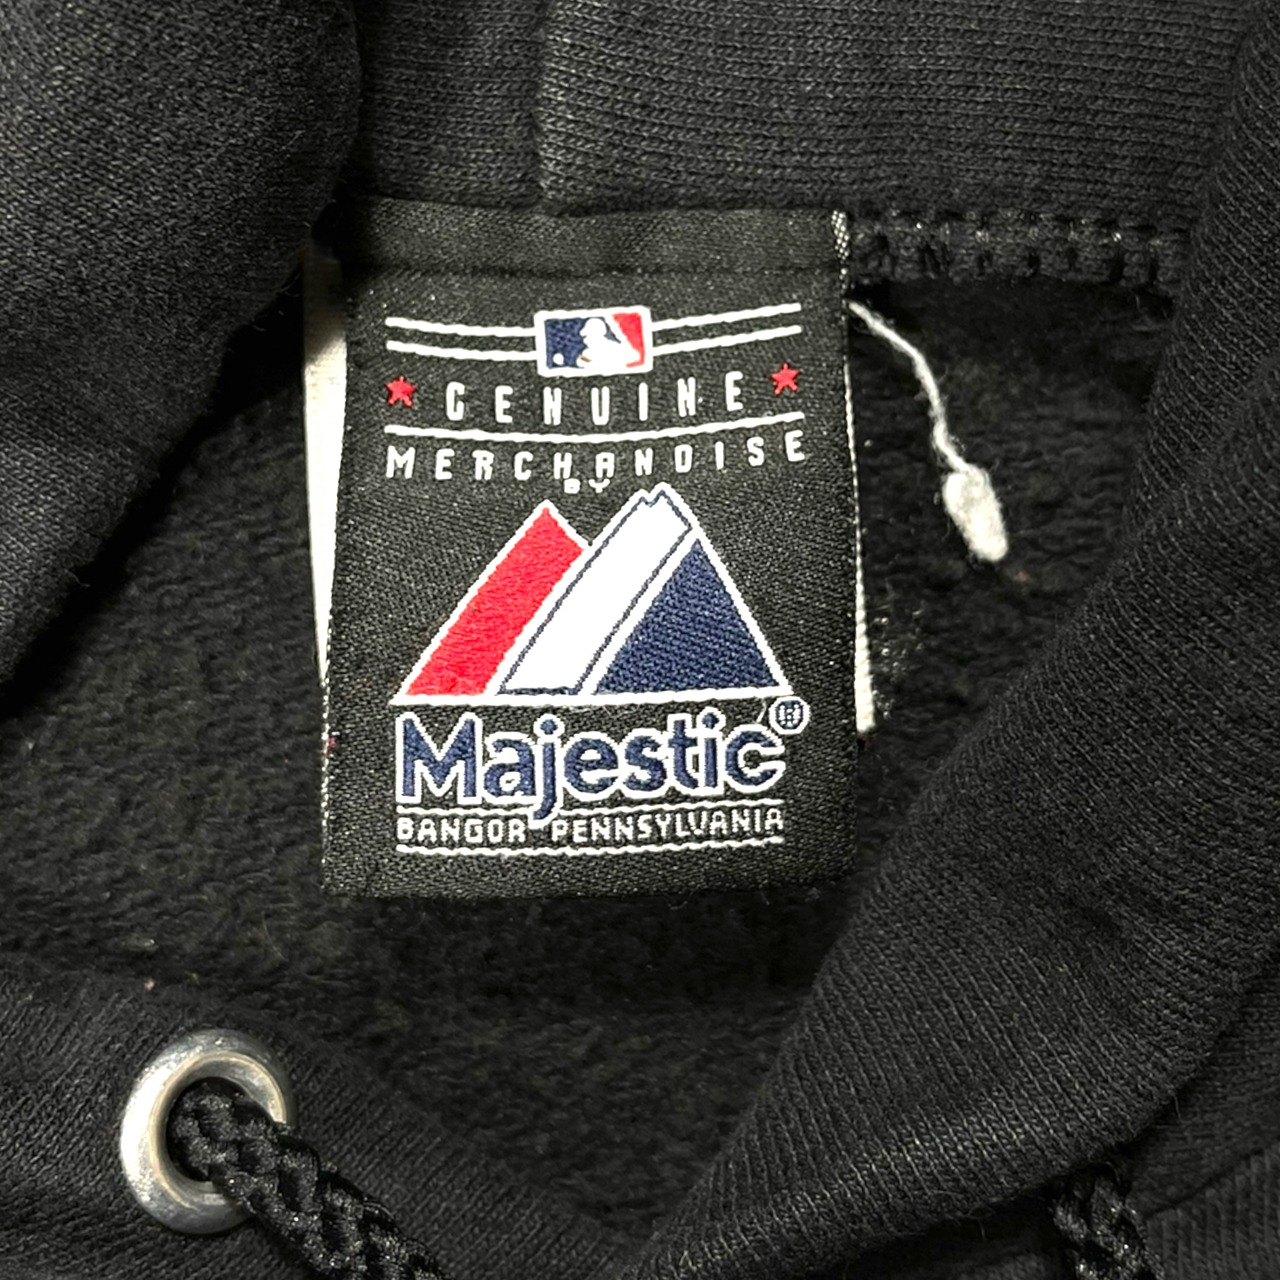 GENUINE
MERCHANDISE
BY
Majestic®
BANGOR PENNSYLVANIA